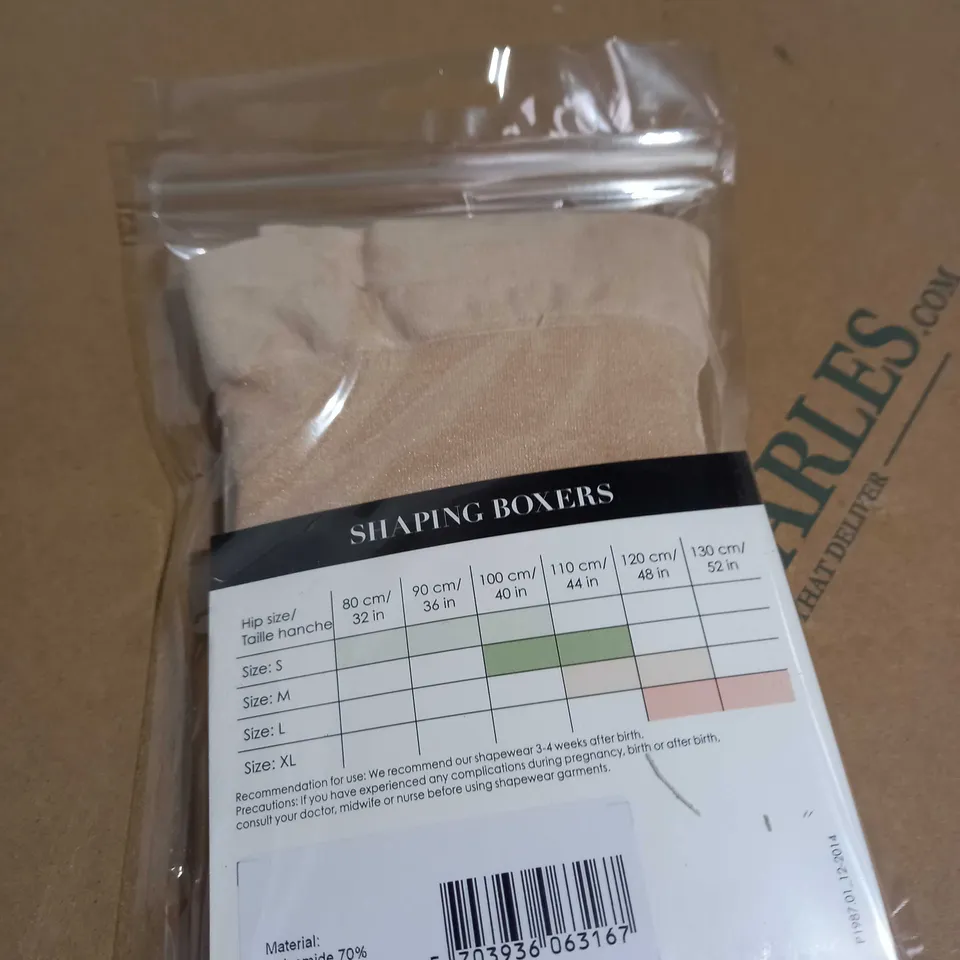 SHAPING BOXERS
Hip size/
Taille hanche
80 cm/
32 in
90 cm/
36 in
100 cm/
40 in
110 cm/
44 in
120 cm/
48 in
130 cm/
52 in
Size: S
Size: M
Size: L
Size: XL
Recommendation for use: We recommend our shapewear 3-4 weeks after birth.
Precautions: If you have experienced any complications during pregnancy, birth or after birth,
consult your doctor, midwife or nurse before using shapewear garments.
Material:
70%
703936 063167
P1987.01_12-2014
ARLES.COM
THAT DELIVER